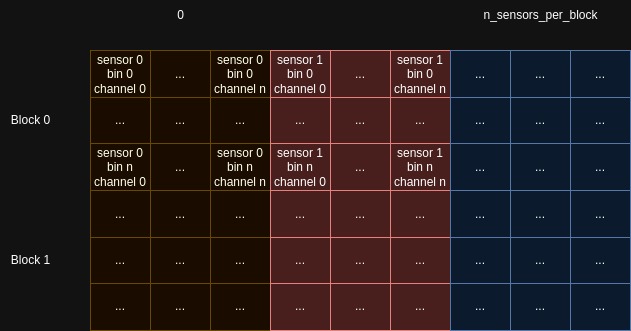 0 n_sensors_per_block
sensor 0 ... sensor 0 sensor 1 ... sensor 1 ... ... ...
bin 0 bin 0 bin 0 bin 0
channel 0 channel n channel 0 channel n
Block 0 ... ... ... ... ... ... ... ... ...
sensor 0 ... sensor 0 sensor 1 ... sensor 1 ... ... ...
bin n bin n bin n bin n
channel 0 channel n channel 0 channel n
... ... ... ... ... ... ... ... ...
Block 1 ... ... ... ... ... ... ... ... ...
... ... ... ... ... ... ... ... ...